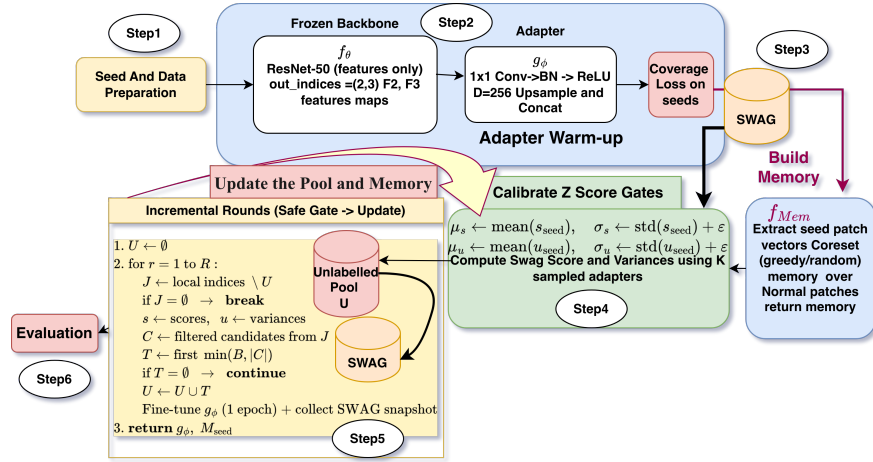 Step1
Seed And Data
Preparation
Frozen Backbone
Step2
Adapter
f_θ
ResNet-50 (features only)
out_indices =(2,3) F2, F3
features maps
g_ϕ
1x1 Conv->BN -> ReLU
D=256 Upsample and
Concat
Coverage
Loss on
seeds
Adapter Warm-up
Step3
SWAG
Build
Memory
f_Mem
Extract seed patch
vectors Coreset
(greedy/random)
memory over
Normal patches
return memory
Calibrate Z Score Gates
μ_s ← mean(s_seed), σ_s ← std(s_seed) + ε
μ_u ← mean(u_seed), σ_u ← std(u_seed) + ε
Compute Swag Score and Variances using K
sampled adapters
Step4
Update the Pool and Memory
Incremental Rounds (Safe Gate -> Update)
1. U ← ∅
2. for r = 1 to R :
J ← local indices \ U
if J = ∅ → break
s ← scores, u ← variances
C ← filtered candidates from J
T ← first min(B, |C|)
if T = ∅ → continue
U ← U ∪ T
Fine-tune g_ϕ (1 epoch) + collect SWAG snapshot
3. return g_ϕ, M_seed
Unlabelled
Pool
U
SWAG
Step5
Evaluation
Step6